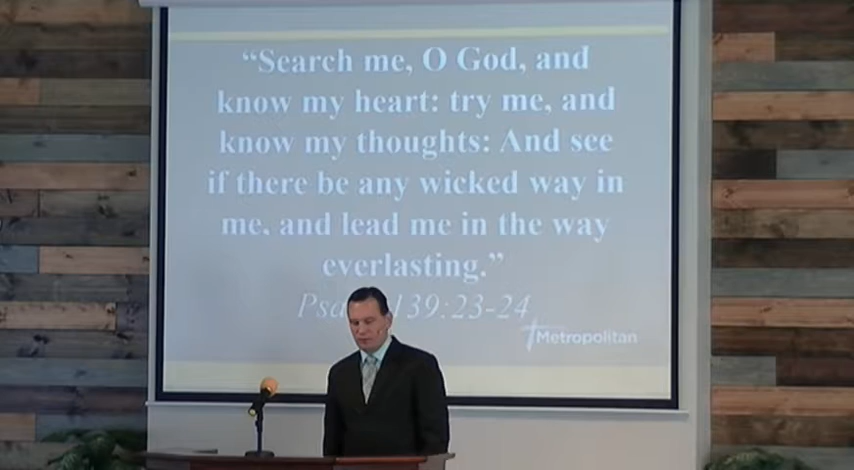 “Search me, O God, and
know my heart: try me, and
know my thoughts: And see
if there be any wicked way in
me, and lead me in the way
everlasting.”
139:23-24
Metropolitan